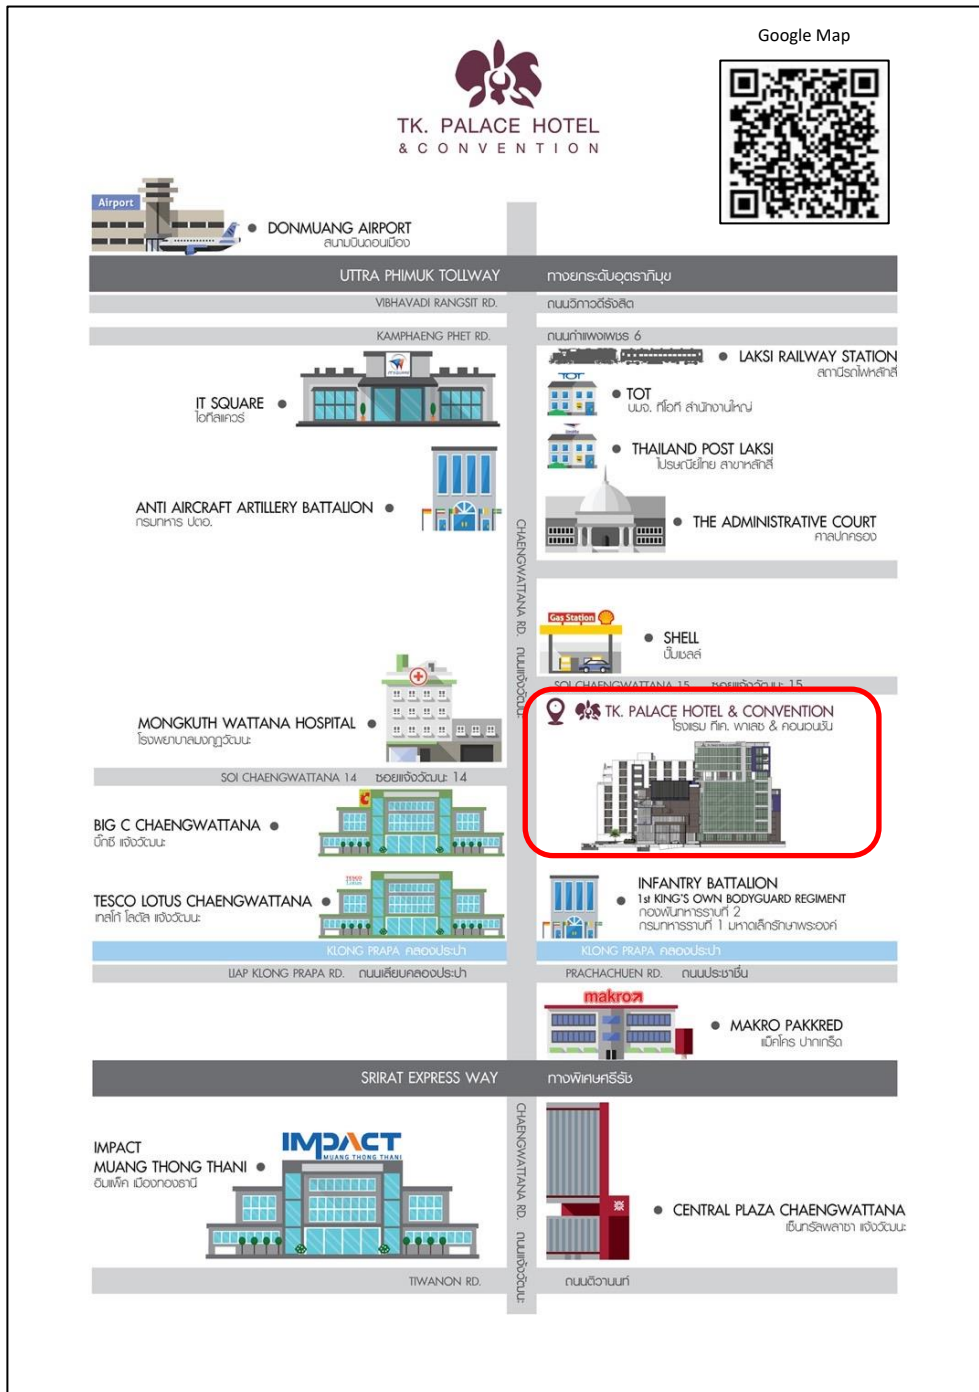 Google Map
TK. PALACE HOTEL
& CONVENTION
Airport
DONMUANG AIRPORT
สนามบินดอนเมือง
UTTRA PHIMUK TOLLWAY ทางยกระดับอุตราภิมุข
VIBHAVADI RANGSIT RD. ถนนวิภาวดีรังสิต
KAMPHAENG PHET RD. ถนนกำแพงเพชร 6
LAKSI RAILWAY STATION
สถานีรถไฟหลักสี่
IT SQUARE
ไอทีสแควร์
TOT
TOT
บมจ. ทีโอที สำนักงานใหญ่
THAILAND POST LAKSI
ไปรษณีย์ไทย สาขาหลักสี่
ANTI AIRCRAFT ARTILLERY BATTALION
กรมทหาร ปตอ.
THE ADMINISTRATIVE COURT
ศาลปกครอง
CHAENGWATTANA RD. ถนนแจ้งวัฒนะ
Gas Station
SHELL
ปั๊มเชลล์
SOI CHAENGWATTANA 15 ซอยแจ้งวัฒนะ 15
MONGKUTH WATTANA HOSPITAL
โรงพยาบาลมงกุฎวัฒนะ
TK. PALACE HOTEL & CONVENTION
โรงแรม ทีเค. พาเลซ & คอนเวนชัน
SOI CHAENGWATTANA 14 ซอยแจ้งวัฒนะ 14
BIG C CHAENGWATTANA
บิ๊กซี แจ้งวัฒนะ
TESCO LOTUS CHAENGWATTANA
เทสโก้ โลตัส แจ้งวัฒนะ
TESCO
INFANTRY BATTALION
1st KING'S OWN BODYGUARD REGIMENT
กองพันทหารราบที่ 2
กรมทหารราบที่ 1 มหาดเล็กรักษาพระองค์
KLONG PRAPA คลองประปา
KLONG PRAPA คลองประปา
LIAP KLONG PRAPA RD. ถนนเลียบคลองประปา
PRACHACHUEN RD. ถนนประชาชื่น
makro
MAKRO PAKKRED
แม็คโคร ปากเกร็ด
SRIRAT EXPRESS WAY ทางพิเศษศรีรัช
CHAENGWATTANA RD. ถนนแจ้งวัฒนะ
IMPACT
MUANG THONG THANI
IMPACT
MUANG THONG THANI
อิมแพ็ค เมืองทองธานี
CENTRAL PLAZA CHAENGWATTANA
เซ็นทรัลพลาซา แจ้งวัฒนะ
TIWANON RD. ถนนติวานนท์